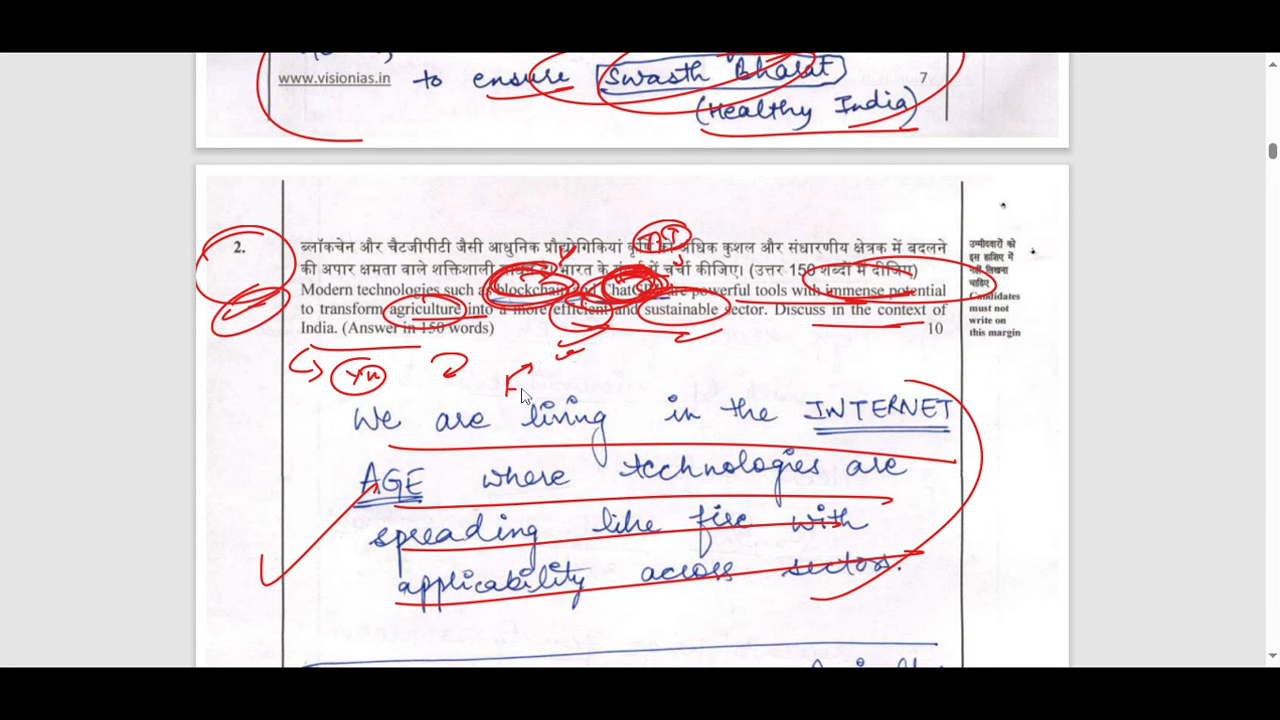 www.visionias.in
to ensure Swasth Bharat
7
(Healthy India)
2.
ब्लॉकचेन और चैटजीपीटी जैसी आधुनिक प्रौद्योगिकियां कृषि को अधिक कुशल और संधारणीय क्षेत्रक में बदलने
की अपार क्षमता वाले शक्तिशाली भारत के में चर्चा कीजिए। (उत्तर 150 शब्दों में दीजिए)
Modern technologies such as blockchain and ChatGPT are powerful tools with immense potential
to transform agriculture into a more efficient and sustainable sector. Discuss in the context of
India. (Answer in 150 words)
10
उम्मीदवारों को
इस हाशिए में
नहीं लिखना
चाहिए
Candidates
must not
write on
this margin
We are living in the INTERNET
AGE where technologies are
spreading like fire with
applicability across sectors.